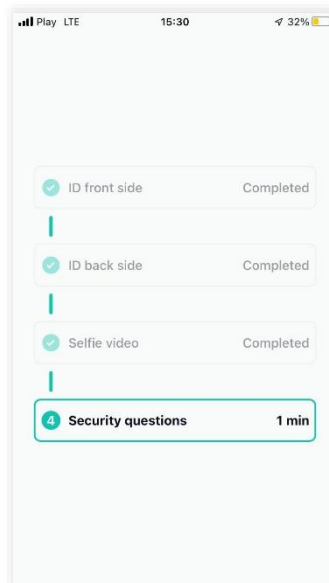 Play LTE 15:30 32%
ID front side Completed
ID back side Completed
Selfie video Completed
4 Security questions 1 min